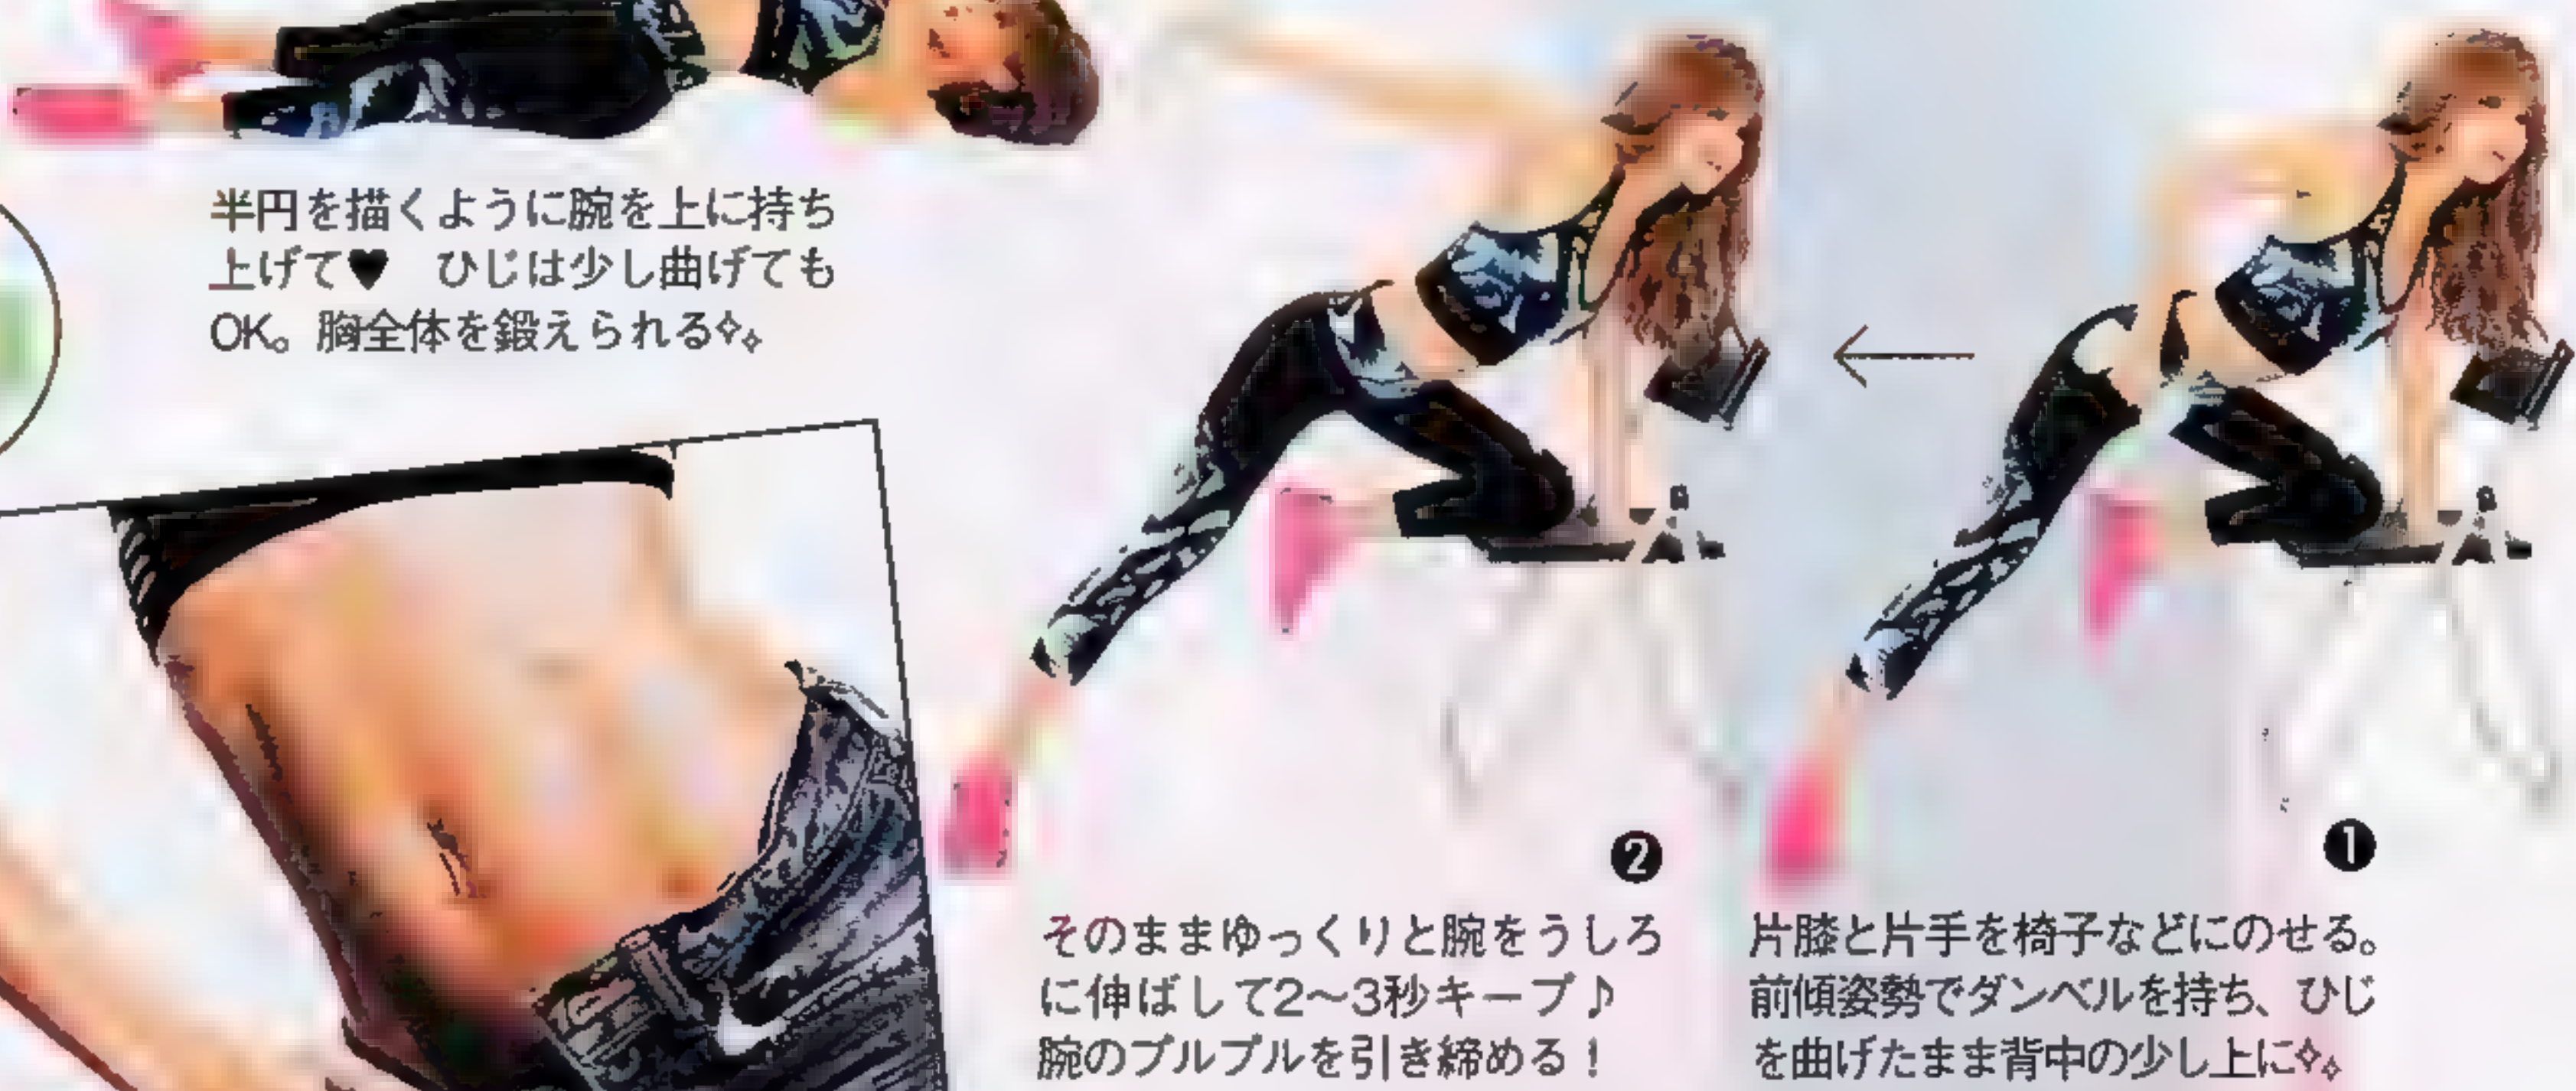 半円を描くように腕を上に持ち
上げて♥　ひじは少し曲げても
OK。胸全体を鍛えられる✧˖
❶
片膝と片手を椅子などにのせる。
前傾姿勢でダンベルを持ち、ひじ
を曲げたまま背中の少し上に✧˖
❷
そのままゆっくりと腕をうしろ
に伸ばして2〜3秒キープ♪
腕のプルプルを引き締める！